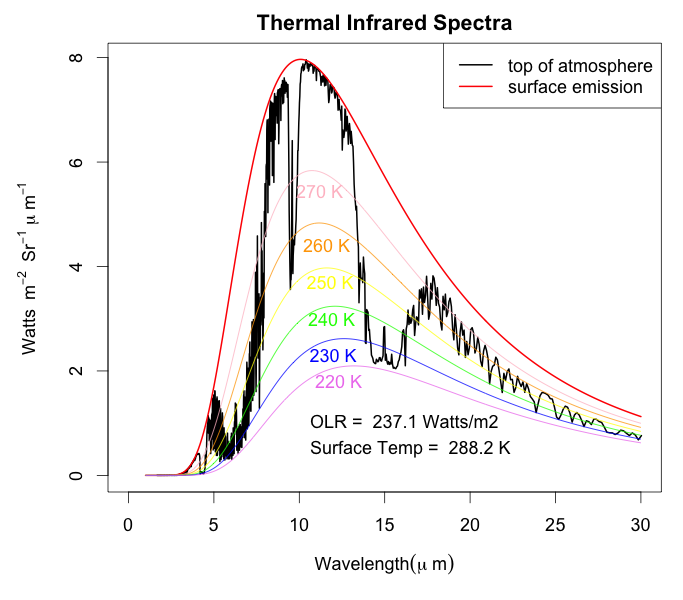 Thermal Infrared Spectra
top of atmosphere
surface emission
Watts m⁻² Sr⁻¹ μ m⁻¹
8
6
4
2
0
270 K
260 K
250 K
240 K
230 K
220 K
OLR = 237.1 Watts/m2
Surface Temp = 288.2 K
0 5 10 15 20 25 30
Wavelength(μ m)